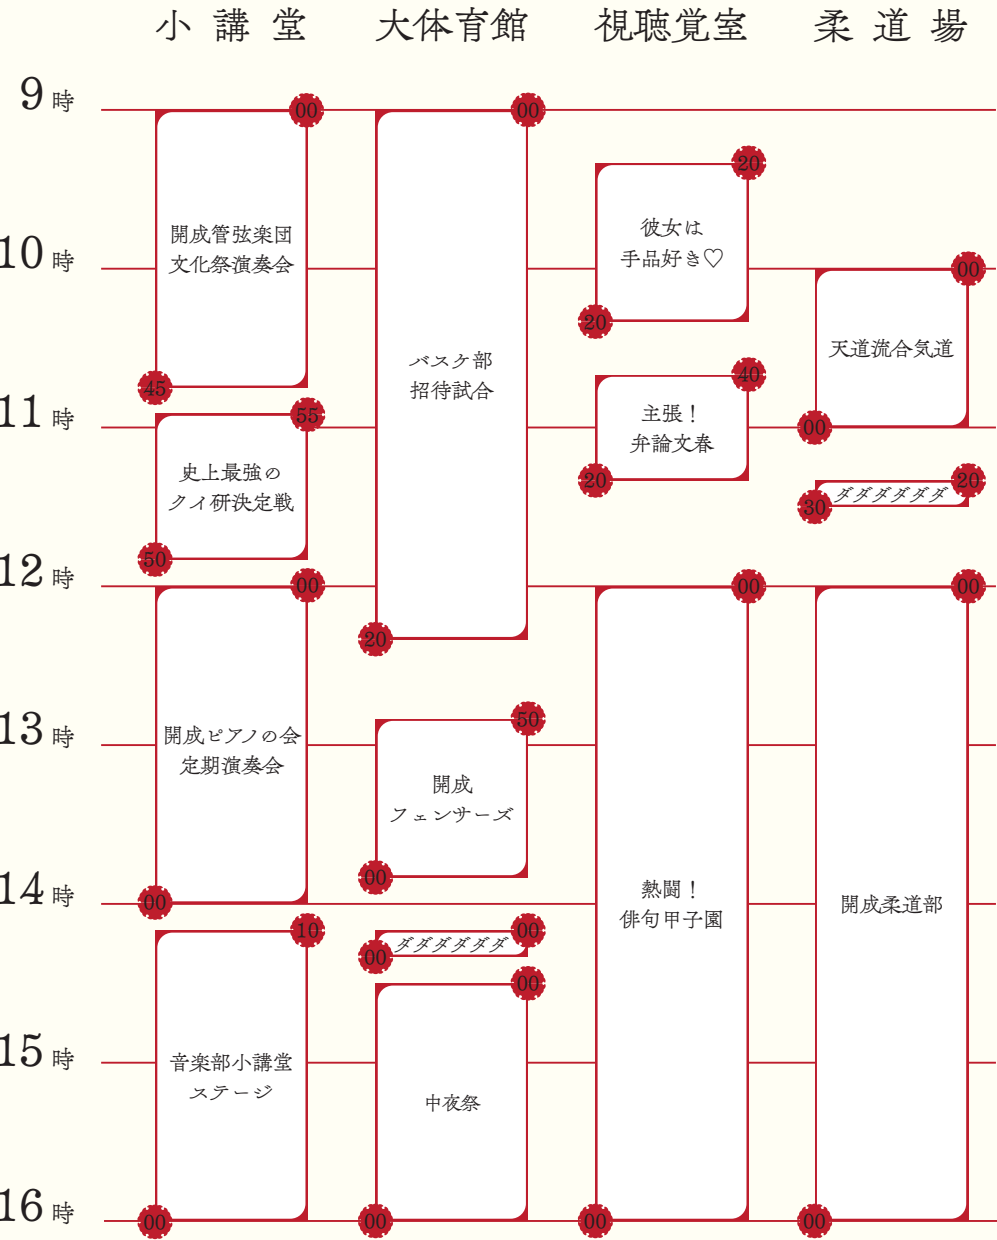 小講堂 大体育館 視聴覚室 柔道場
9時
00
開成管弦楽団
文化祭演奏会
45
55
史上最強の
クイ研決定戦
50
00
開成ピアノの会
定期演奏会
00
10
音楽部小講堂
ステージ
00
00
バスケ部
招待試合
20
50
開成
フェンサーズ
00
00
ダダダダダダ
00
00
中夜祭
00
20
彼女は
手品好き♡
20
40
主張！
弁論文春
20
00
熱闘！
俳句甲子園
00
00
天道流合気道
00
20
ダダダダダダ
30
00
開成柔道部
00
10時
11時
12時
13時
14時
15時
16時